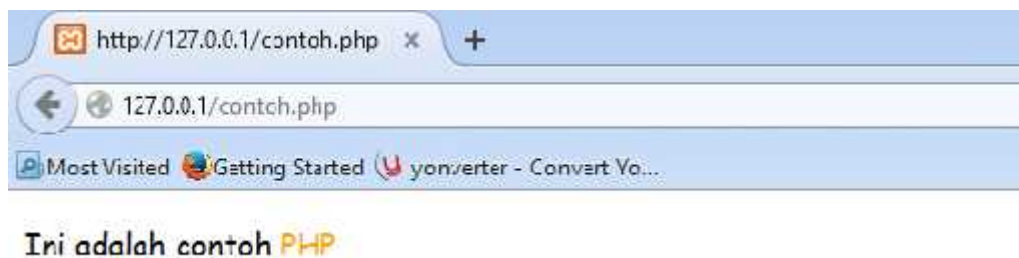 http://127.0.0.1/contoh.php × +
127.0.0.1/contoh.php
Most Visited Getting Started yonverter - Convert Yo...
Ini adalah contoh PHP